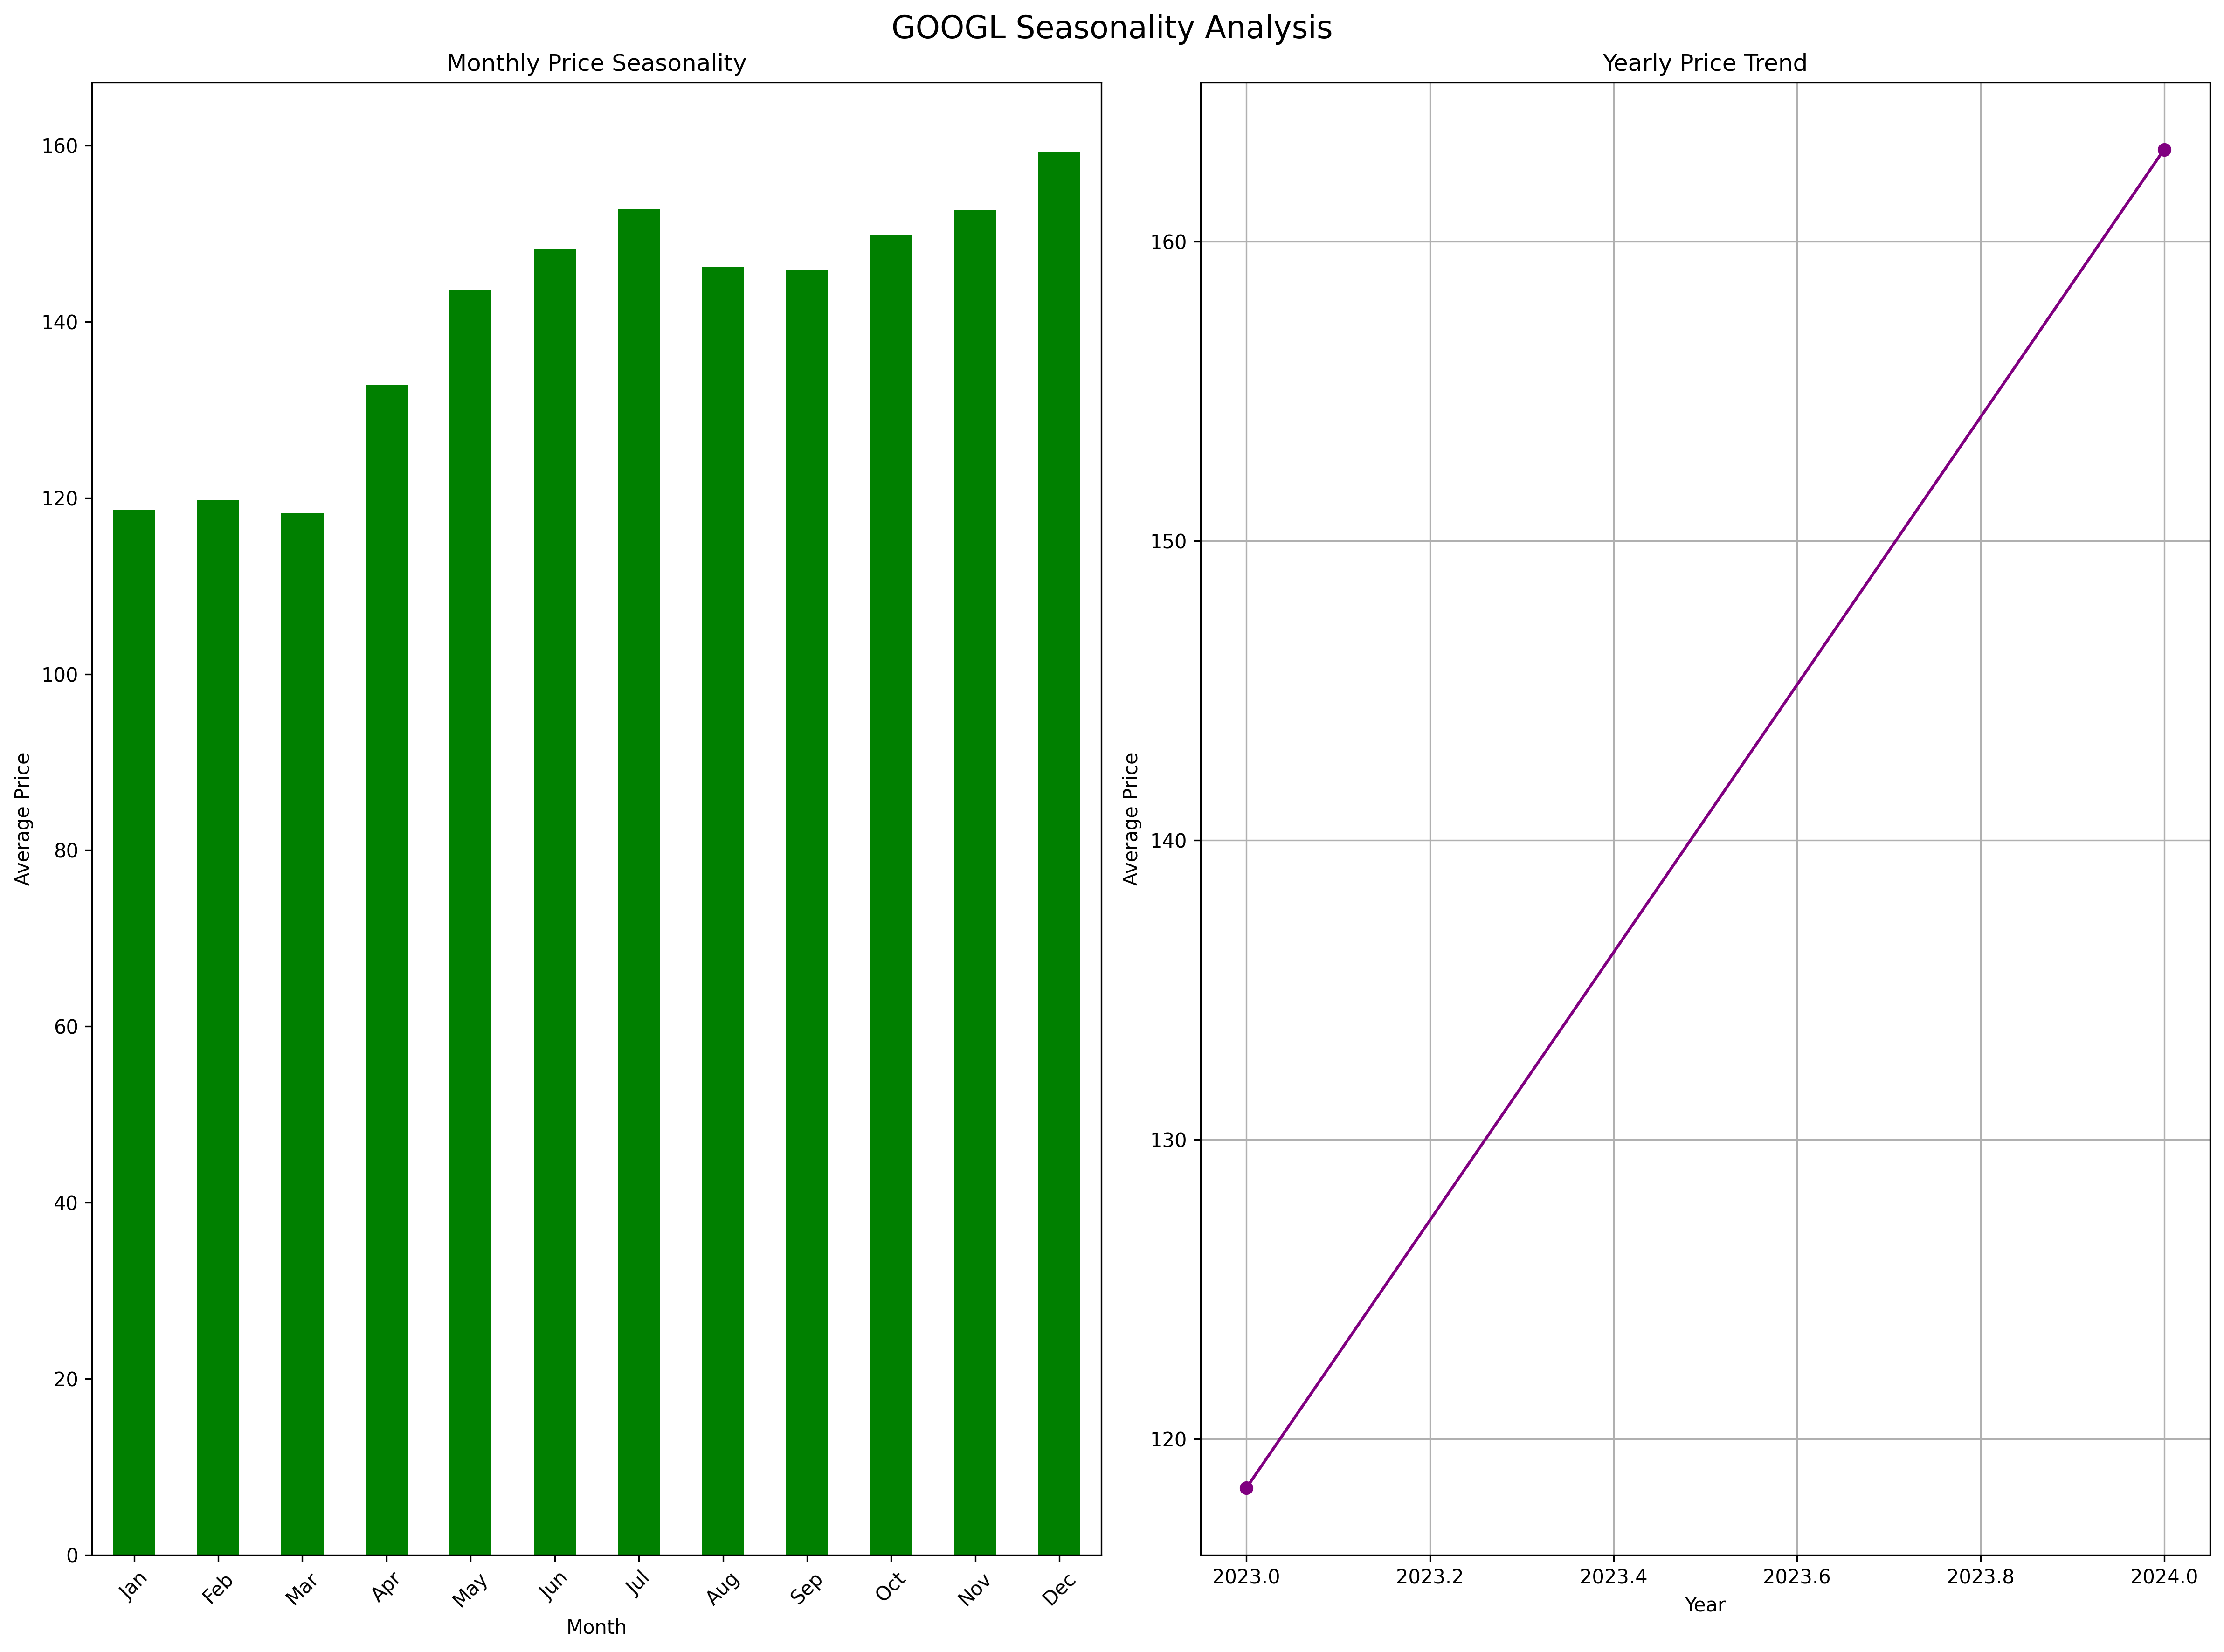 GOOGL Seasonality Analysis
Monthly Price Seasonality
Average Price
160
140
120
100
80
60
40
20
0
Jan
Feb
Mar
Apr
May
Jun
Jul
Aug
Sep
Oct
Nov
Dec
Month
Yearly Price Trend
Average Price
160
150
140
130
120
2023.0
2023.2
2023.4
2023.6
2023.8
2024.0
Year